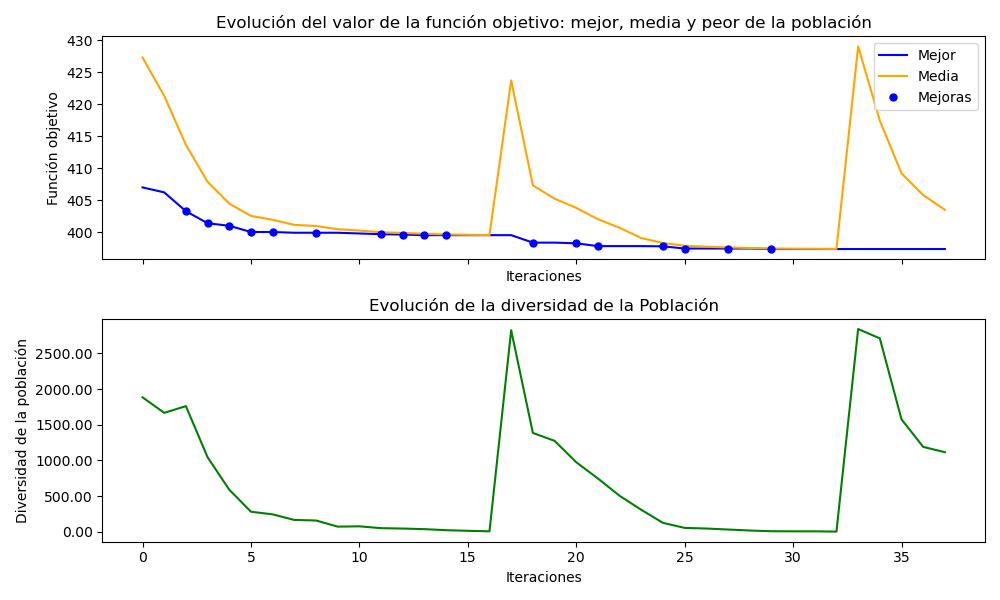 Evolución del valor de la función objetivo: mejor, media y peor de la población
430
425
420
415
410
405
400
Función objetivo
Mejor
Media
Mejoras
Iteraciones
Evolución de la diversidad de la Población
2500.00
2000.00
1500.00
1000.00
500.00
0.00
Diversidad de la población
0 5 10 15 20 25 30 35
Iteraciones